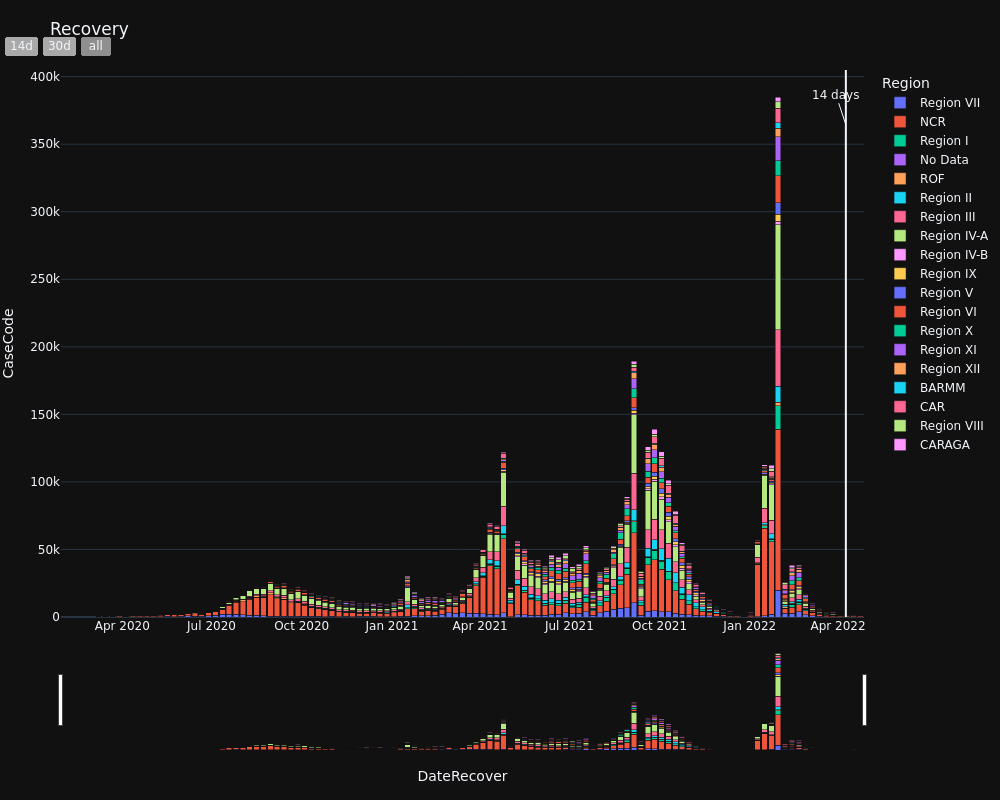 Recovery
14d 30d all
400k
350k
300k
250k
200k
150k
100k
50k
0
CaseCode
14 days
Apr 2020 Jul 2020 Oct 2020 Jan 2021 Apr 2021 Jul 2021 Oct 2021 Jan 2022 Apr 2022
DateRecover
Region
Region VII
NCR
Region I
No Data
ROF
Region II
Region III
Region IV-A
Region IV-B
Region IX
Region V
Region VI
Region X
Region XI
Region XII
BARMM
CAR
Region VIII
CARAGA